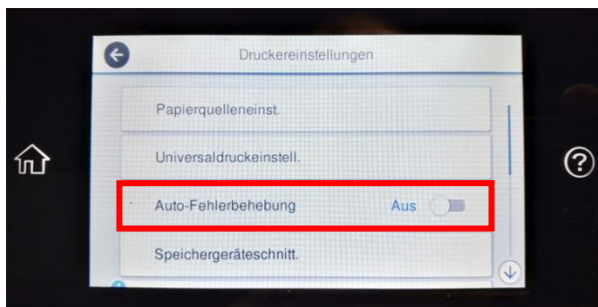 Druckereinstellungen
Papierquelleneinst.
Universaldruckeinstell.
Auto-Fehlerbehebung Aus
Speichergeräteschnitt.
?